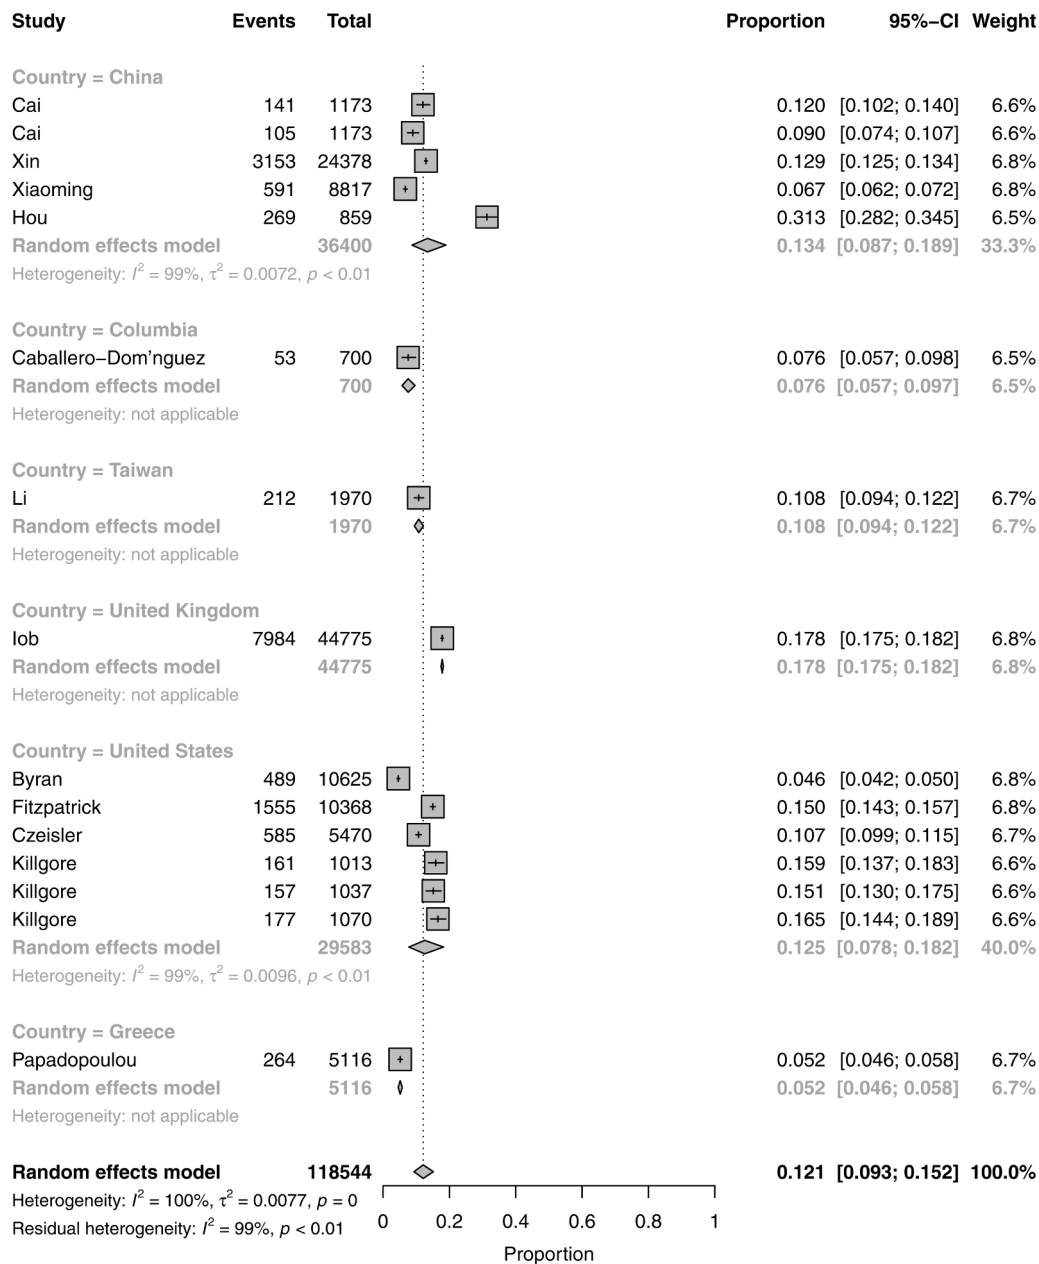 Study Events Total Proportion 95%−CI Weight
Country = China
Cai 141 1173 0.120 [0.102; 0.140] 6.6%
Cai 105 1173 0.090 [0.074; 0.107] 6.6%
Xin 3153 24378 0.129 [0.125; 0.134] 6.8%
Xiaoming 591 8817 0.067 [0.062; 0.072] 6.8%
Hou 269 859 0.313 [0.282; 0.345] 6.5%
Random effects model 36400 0.134 [0.087; 0.189] 33.3%
Heterogeneity: I² = 99%, τ² = 0.0072, p < 0.01
Country = Columbia
Caballero−Dom'nguez 53 700 0.076 [0.057; 0.098] 6.5%
Random effects model 700 0.076 [0.057; 0.097] 6.5%
Heterogeneity: not applicable
Country = Taiwan
Li 212 1970 0.108 [0.094; 0.122] 6.7%
Random effects model 1970 0.108 [0.094; 0.122] 6.7%
Heterogeneity: not applicable
Country = United Kingdom
Iob 7984 44775 0.178 [0.175; 0.182] 6.8%
Random effects model 44775 0.178 [0.175; 0.182] 6.8%
Heterogeneity: not applicable
Country = United States
Byran 489 10625 0.046 [0.042; 0.050] 6.8%
Fitzpatrick 1555 10368 0.150 [0.143; 0.157] 6.8%
Czeisler 585 5470 0.107 [0.099; 0.115] 6.7%
Killgore 161 1013 0.159 [0.137; 0.183] 6.6%
Killgore 157 1037 0.151 [0.130; 0.175] 6.6%
Killgore 177 1070 0.165 [0.144; 0.189] 6.6%
Random effects model 29583 0.125 [0.078; 0.182] 40.0%
Heterogeneity: I² = 99%, τ² = 0.0096, p < 0.01
Country = Greece
Papadopoulou 264 5116 0.052 [0.046; 0.058] 6.7%
Random effects model 5116 0.052 [0.046; 0.058] 6.7%
Heterogeneity: not applicable
Random effects model 118544 0.121 [0.093; 0.152] 100.0%
Heterogeneity: I² = 100%, τ² = 0.0077, p = 0
Residual heterogeneity: I² = 99%, p < 0.01
0 0.2 0.4 0.6 0.8 1
Proportion